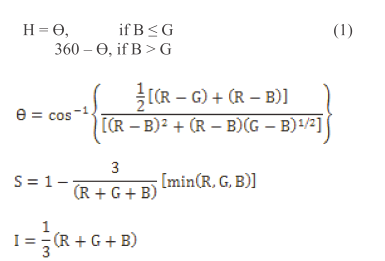 H = Ɵ, if B ≤ G (1)
360 – Ɵ, if B > G
θ = cos⁻¹{ ½[(R − G) + (R − B)] / [(R − B)² + (R − B)(G − B)^1/2] }
S = 1 − 3/(R + G + B) [min(R, G, B)]
I = 1/3 (R + G + B)